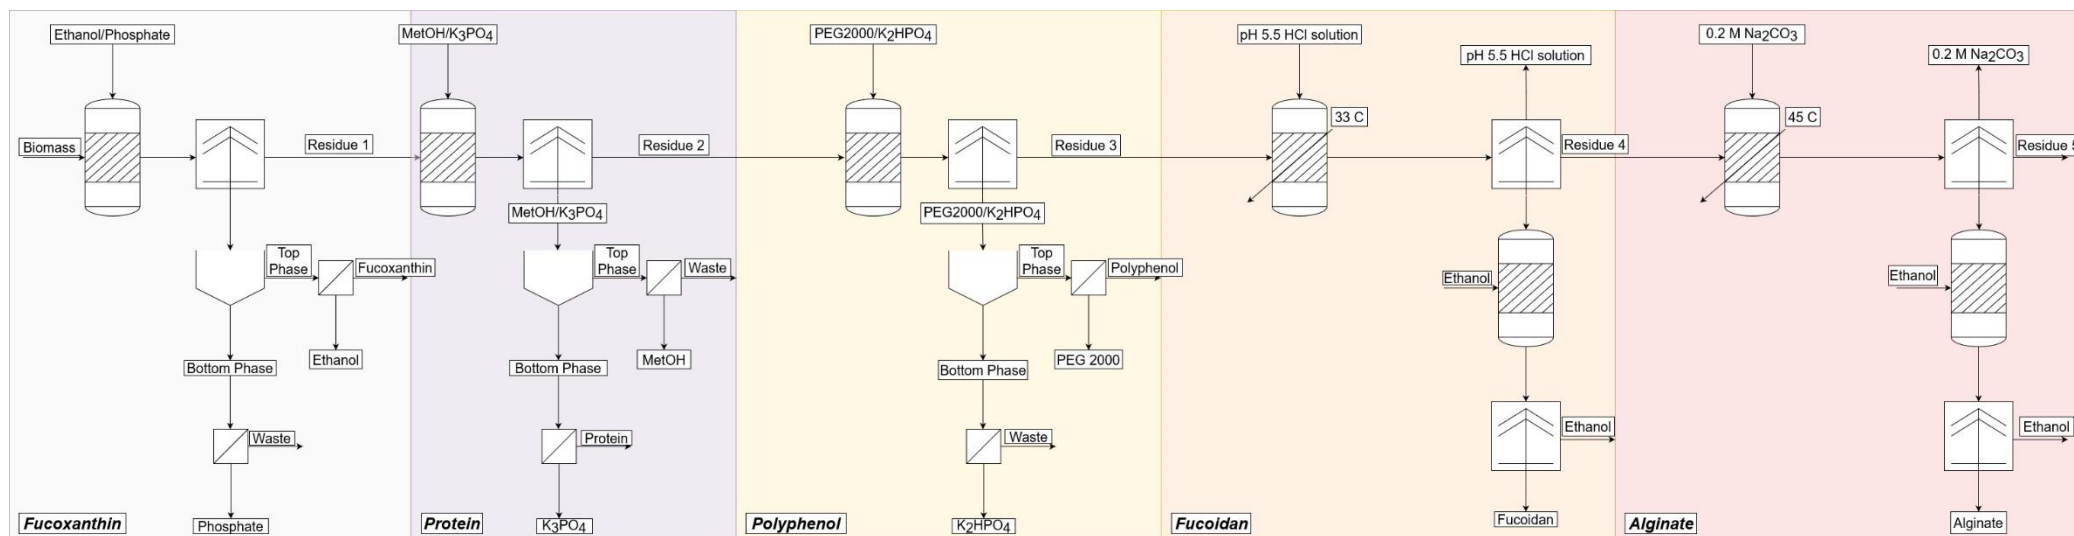 Ethanol/Phosphate
Biomass
Residue 1
Top
Phase
Fucoxanthin
Ethanol
Bottom Phase
Waste
Phosphate
Fucoxanthin
MetOH/K3PO4
Residue 2
MetOH/K3PO4
Top
Phase
Waste
MetOH
Bottom Phase
Protein
K3PO4
Protein
PEG2000/K2HPO4
Residue 3
PEG2000/K2HPO4
Top
Phase
Polyphenol
PEG 2000
Bottom Phase
Waste
K2HPO4
Polyphenol
pH 5.5 HCl solution
pH 5.5 HCl solution
33 C
Residue 4
Ethanol
Ethanol
Fucoidan
Fucoidan
0.2 M Na2CO3
0.2 M Na2CO3
45 C
Residue 5
Ethanol
Ethanol
Alginate
Alginate